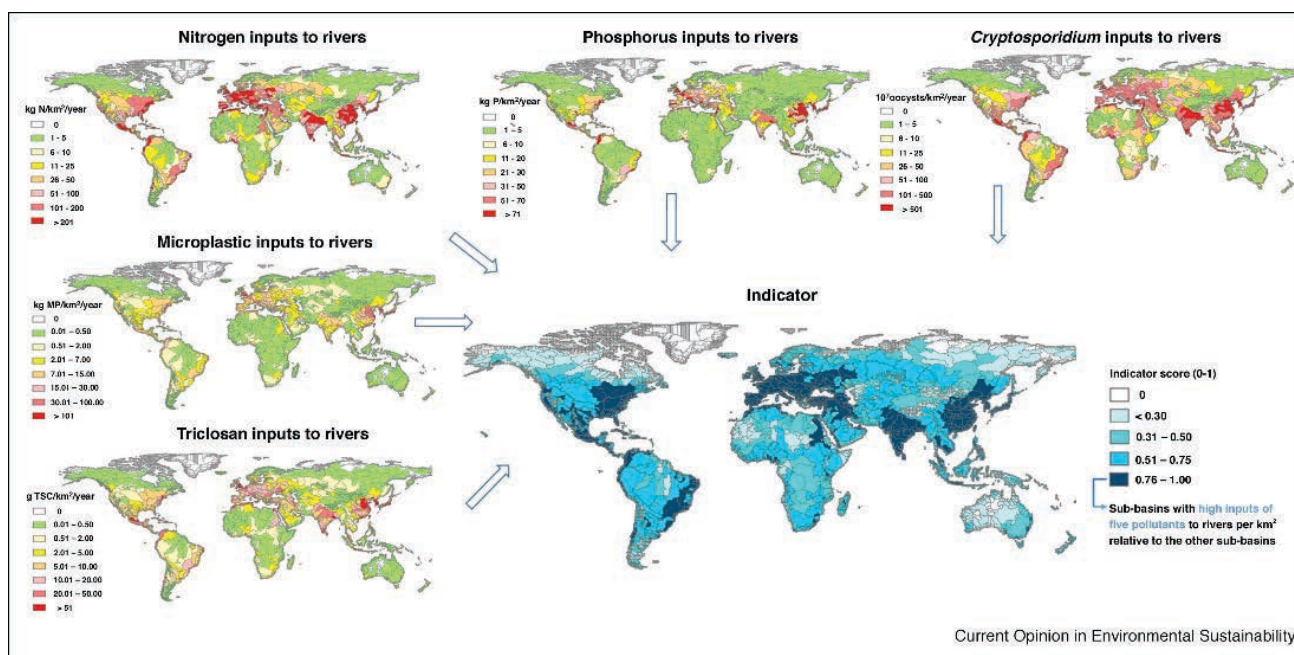 Nitrogen inputs to rivers
kg N/km²/year
0
1 - 5
6 - 10
11 - 25
26 - 50
51 - 100
101 - 200
> 201
Phosphorus inputs to rivers
kg P/km²/year
0
1 – 5
6 – 10
11 – 20
21 – 30
31 – 50
51 - 70
> 71
Cryptosporidium inputs to rivers
10⁷oocysts/km²/year
0
1 – 5
6 – 10
11 - 25
26 – 50
51 - 100
101 - 500
> 501
Microplastic inputs to rivers
kg MP/km²/year
0
0.01 – 0.50
0.51 – 2.00
2.01 – 7.00
7.01 – 15.00
15.01 – 30.00
30.01 – 100.00
> 101
Triclosan inputs to rivers
g TSC/km²/year
0
0.01 – 0.50
0.51 – 2.00
2.01 – 5.00
5.01 – 10.00
10.01 – 20.00
20.01 – 50.00
> 51
Indicator
Indicator score (0-1)
0
< 0.30
0.31 – 0.50
0.51 – 0.75
0.76 – 1.00
Sub-basins with high inputs of
five pollutants to rivers per km²
relative to the other sub-basins
Current Opinion in Environmental Sustainability